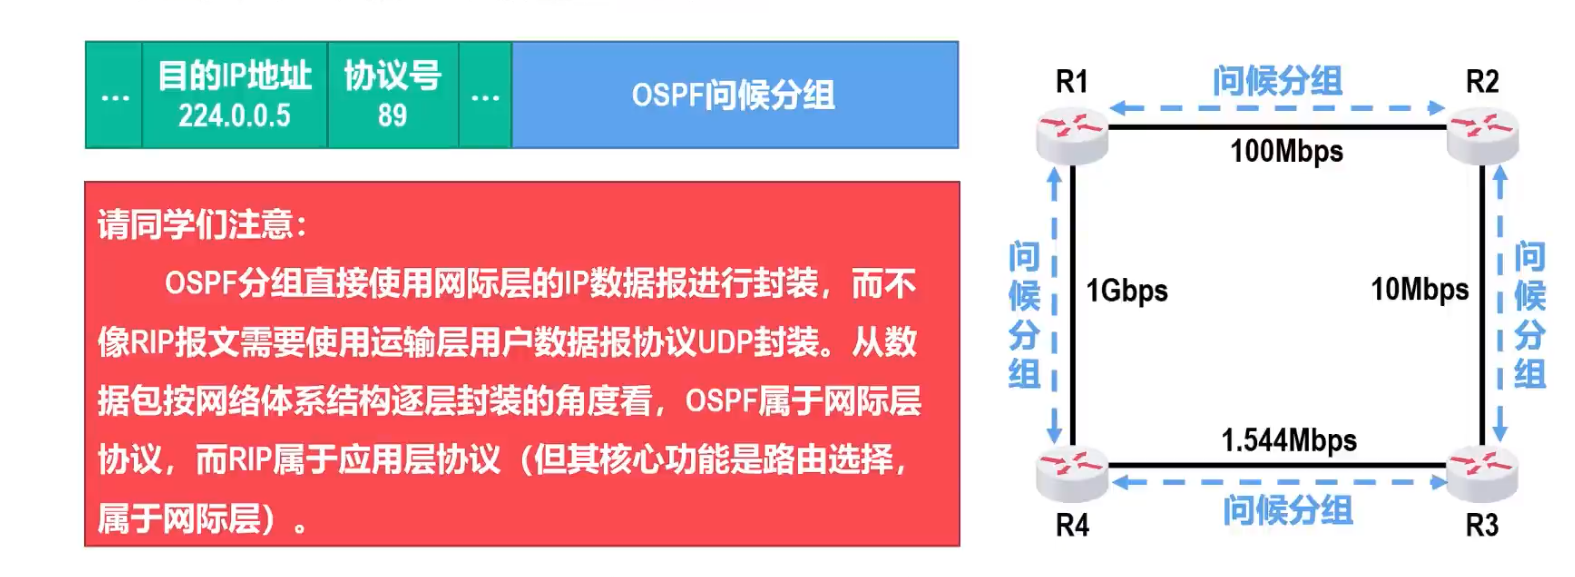 … 目的IP地址 协议号 … OSPF问候分组
224.0.0.5 89
请同学们注意：
OSPF分组直接使用网际层的IP数据报进行封装，而不
像RIP报文需要使用运输层用户数据报协议UDP封装。从数
据包按网络体系结构逐层封装的角度看，OSPF属于网际层
协议，而RIP属于应用层协议（但其核心功能是路由选择，
属于网际层）。
R1 问候分组 R2
100Mbps
问候分组 1Gbps 10Mbps 问候分组
1.544Mbps
问候分组
R4 R3